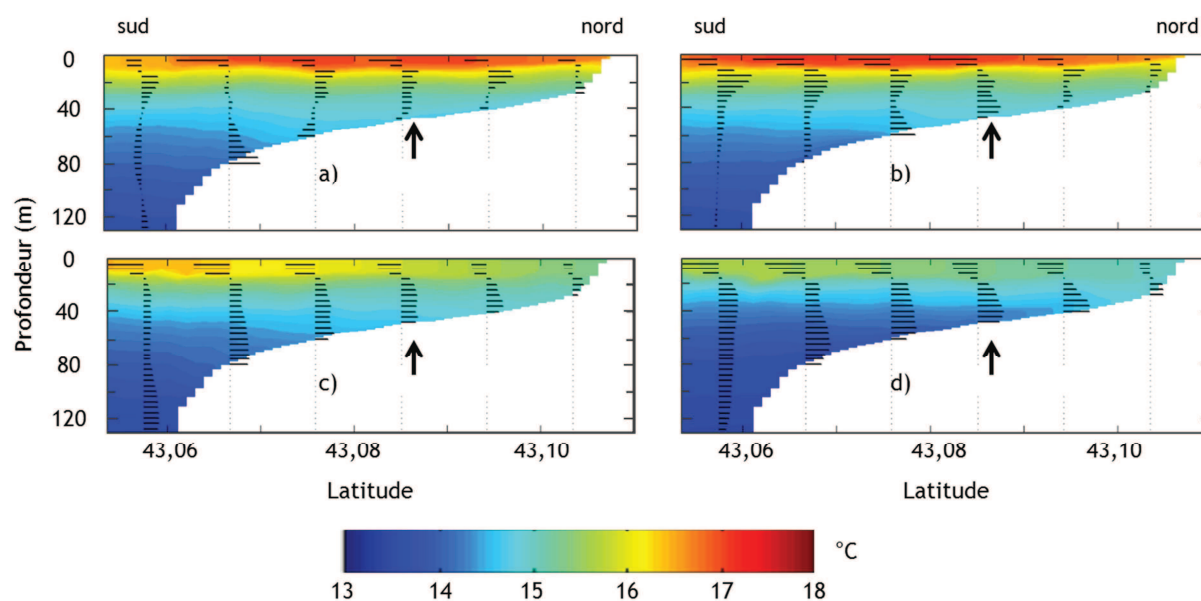 sud nord sud nord
0
40
80
120
a)
b)
0
40
80
120
c)
d)
Profondeur (m)
43,06 43,08 43,10 43,06 43,08 43,10
Latitude Latitude
°C
13 14 15 16 17 18